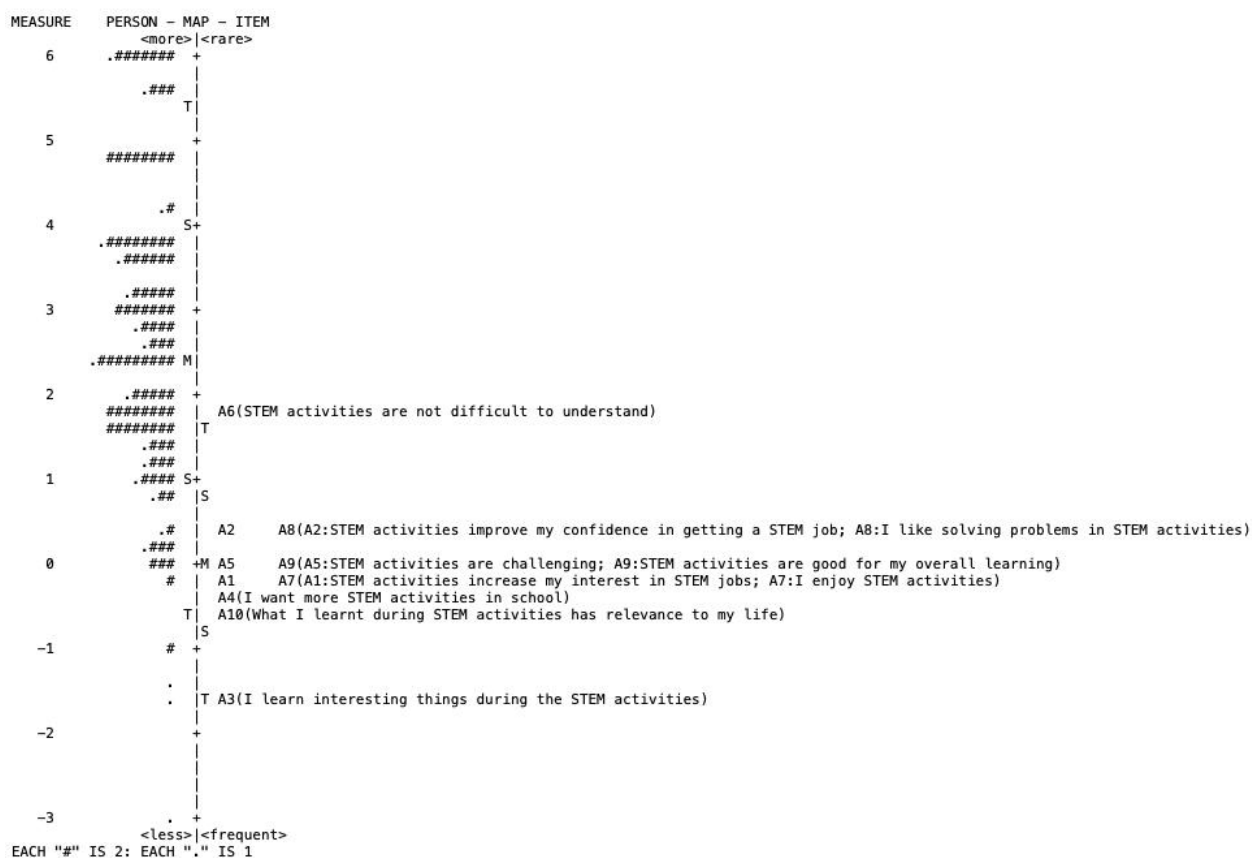 MEASURE    PERSON - MAP - ITEM
                <more>|<rare>
    6       .#######  +
                      |
                .###  |
                     T|
                      |
    5                 +
            ########  |
                      |
                      |
                  .#  |
    4                S+
           .########  |
             .######  |
                      |
              .#####  |
    3        #######  +
               .####  |
                .###  |
          .######### M|
                      |
    2         .#####  +
            ########  |  A6(STEM activities are not difficult to understand)
            ########  |T
                .###  |
                .###  |
    1          .#### S+
                 .##  |S
                      |
                  .#  |  A2     A8(A2:STEM activities improve my confidence in getting a STEM job; A8:I like solving problems in STEM activities)
                .###  |
    0            ###  +M A5     A9(A5:STEM activities are challenging; A9:STEM activities are good for my overall learning)
                   #  |  A1     A7(A1:STEM activities increase my interest in STEM jobs; A7:I enjoy STEM activities)
                      |  A4(I want more STEM activities in school)
                     T|  A10(What I learnt during STEM activities has relevance to my life)
                      |S
   -1              #  +
                      |
                   .  |
                   .  |T A3(I learn interesting things during the STEM activities)
                      |
   -2                 +
                      |
                      |
                      |
                      |
   -3              .  +
                <less>|<frequent>
EACH "#" IS 2: EACH "." IS 1